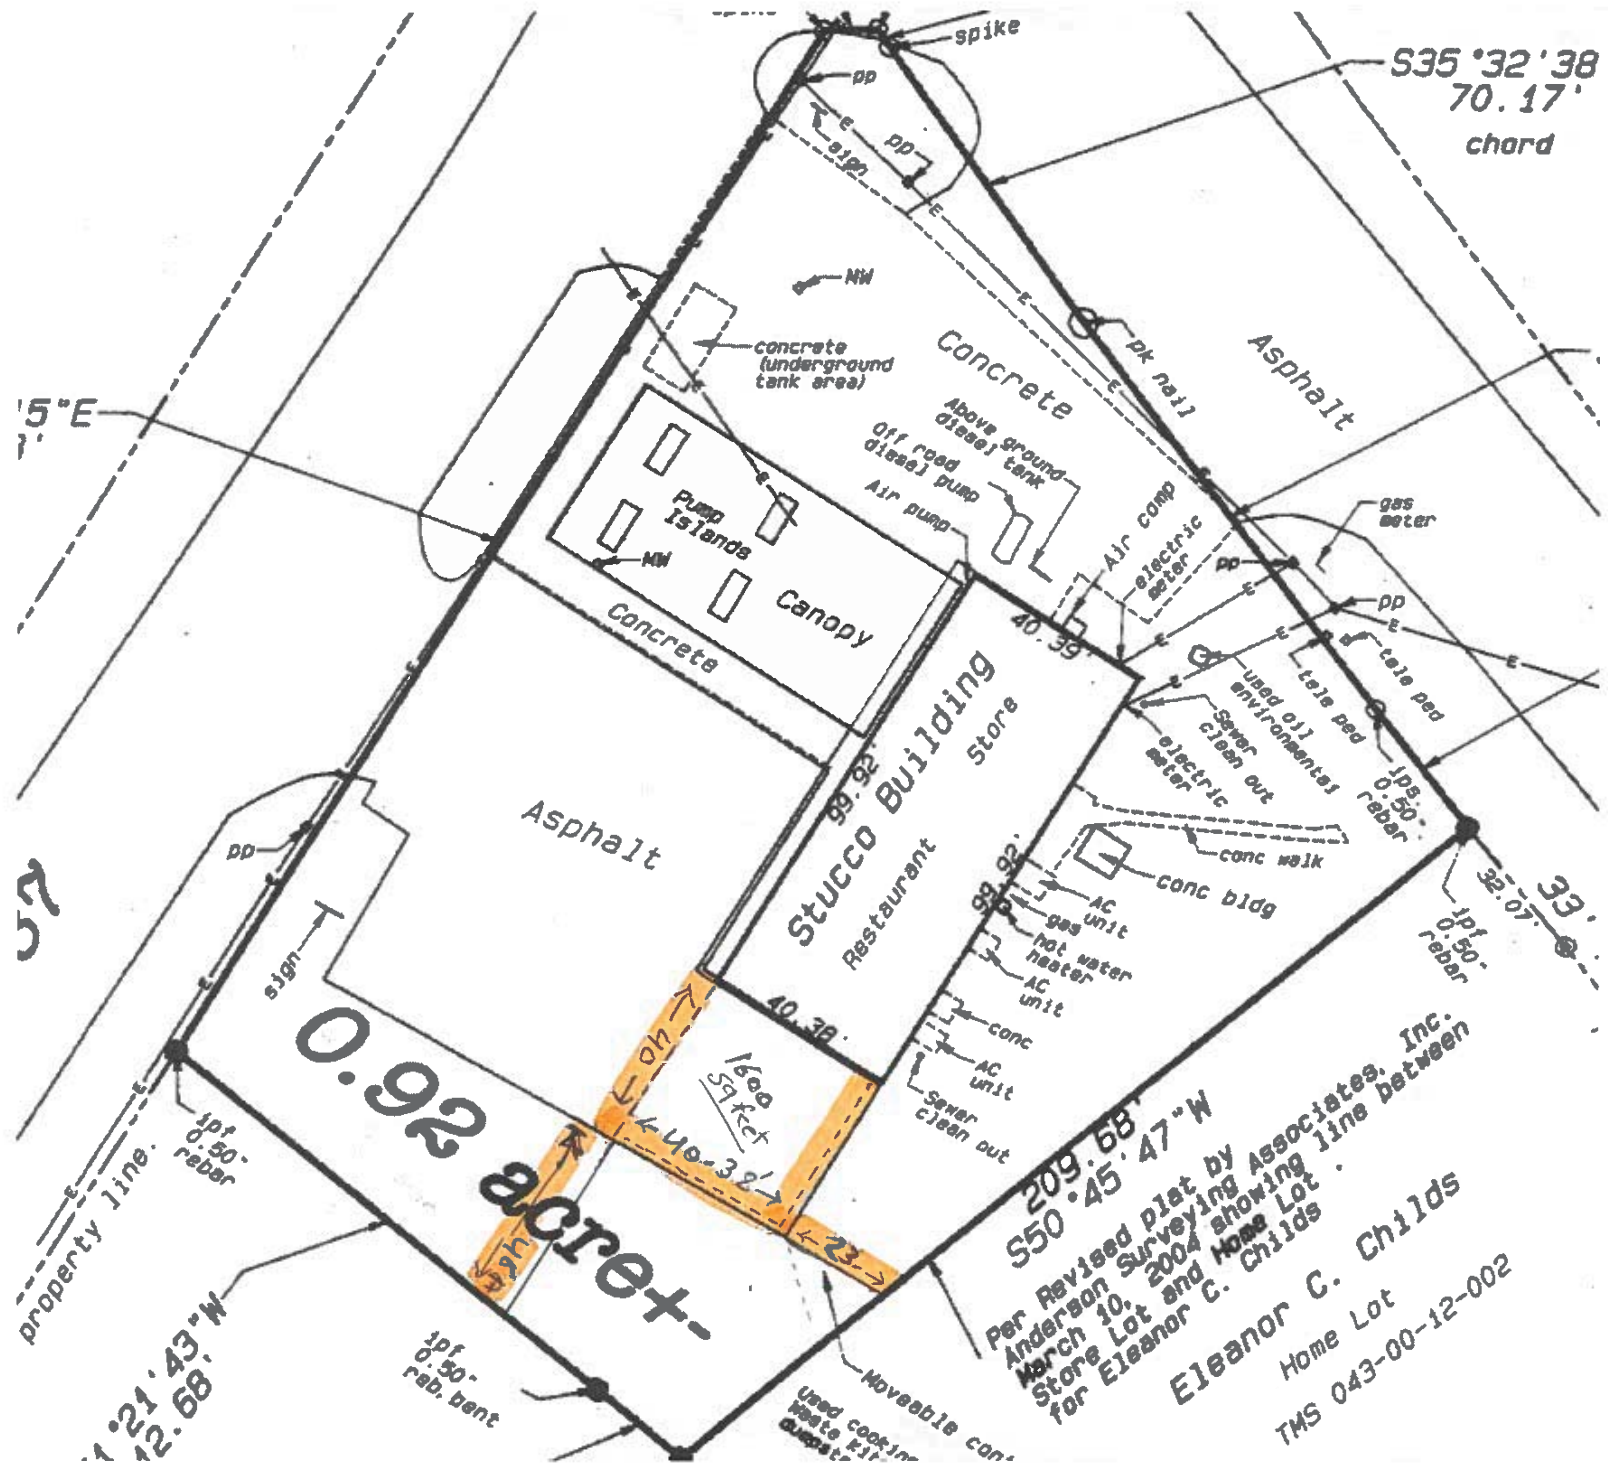 spike
pp
S35°32'38
70.17'
chord
sign
pp
E
E
MW
concrete
(underground
tank area)
Concrete
pk nail
Asphalt
E
E
5"E
Above ground
diesel tank
Off road
diesel pump
Air pump
Air comp
electric
meter
gas
meter
Pump
Islands
MW
Canopy
Concrete
pp
pp
E
E
E
E
E
40.39'
tele ped
tele ped
used oil
environmental
Sewer
clean out
electric
meter
ips.
0.50"
rebar
Stucco Building
Store
Restaurant
99.92'
99.92'
Asphalt
pp
sign
conc walk
conc bldg
AC
unit
gas
hot water
heater
AC
unit
conc
AC
unit
Sewer
clean out
33'
32.07'
ipf
0.50"
rebar
40.38'
40
1600
sq feet
40-32'
23
0.92 acre+-
ipf
0.50"
rebar
property line.
209.68'
S50°45'47"W
Per Revised plat by
Anderson Surveying Associates, Inc.
March 10, 2004 showing line between
Store Lot and Home Lot.
for Eleanor C. Childs
Eleanor C. Childs
Home Lot
TMS 043-00-12-002
°21'43"W
42.68'
ipf
0.50"
reb. bent
Moveable
used cooking